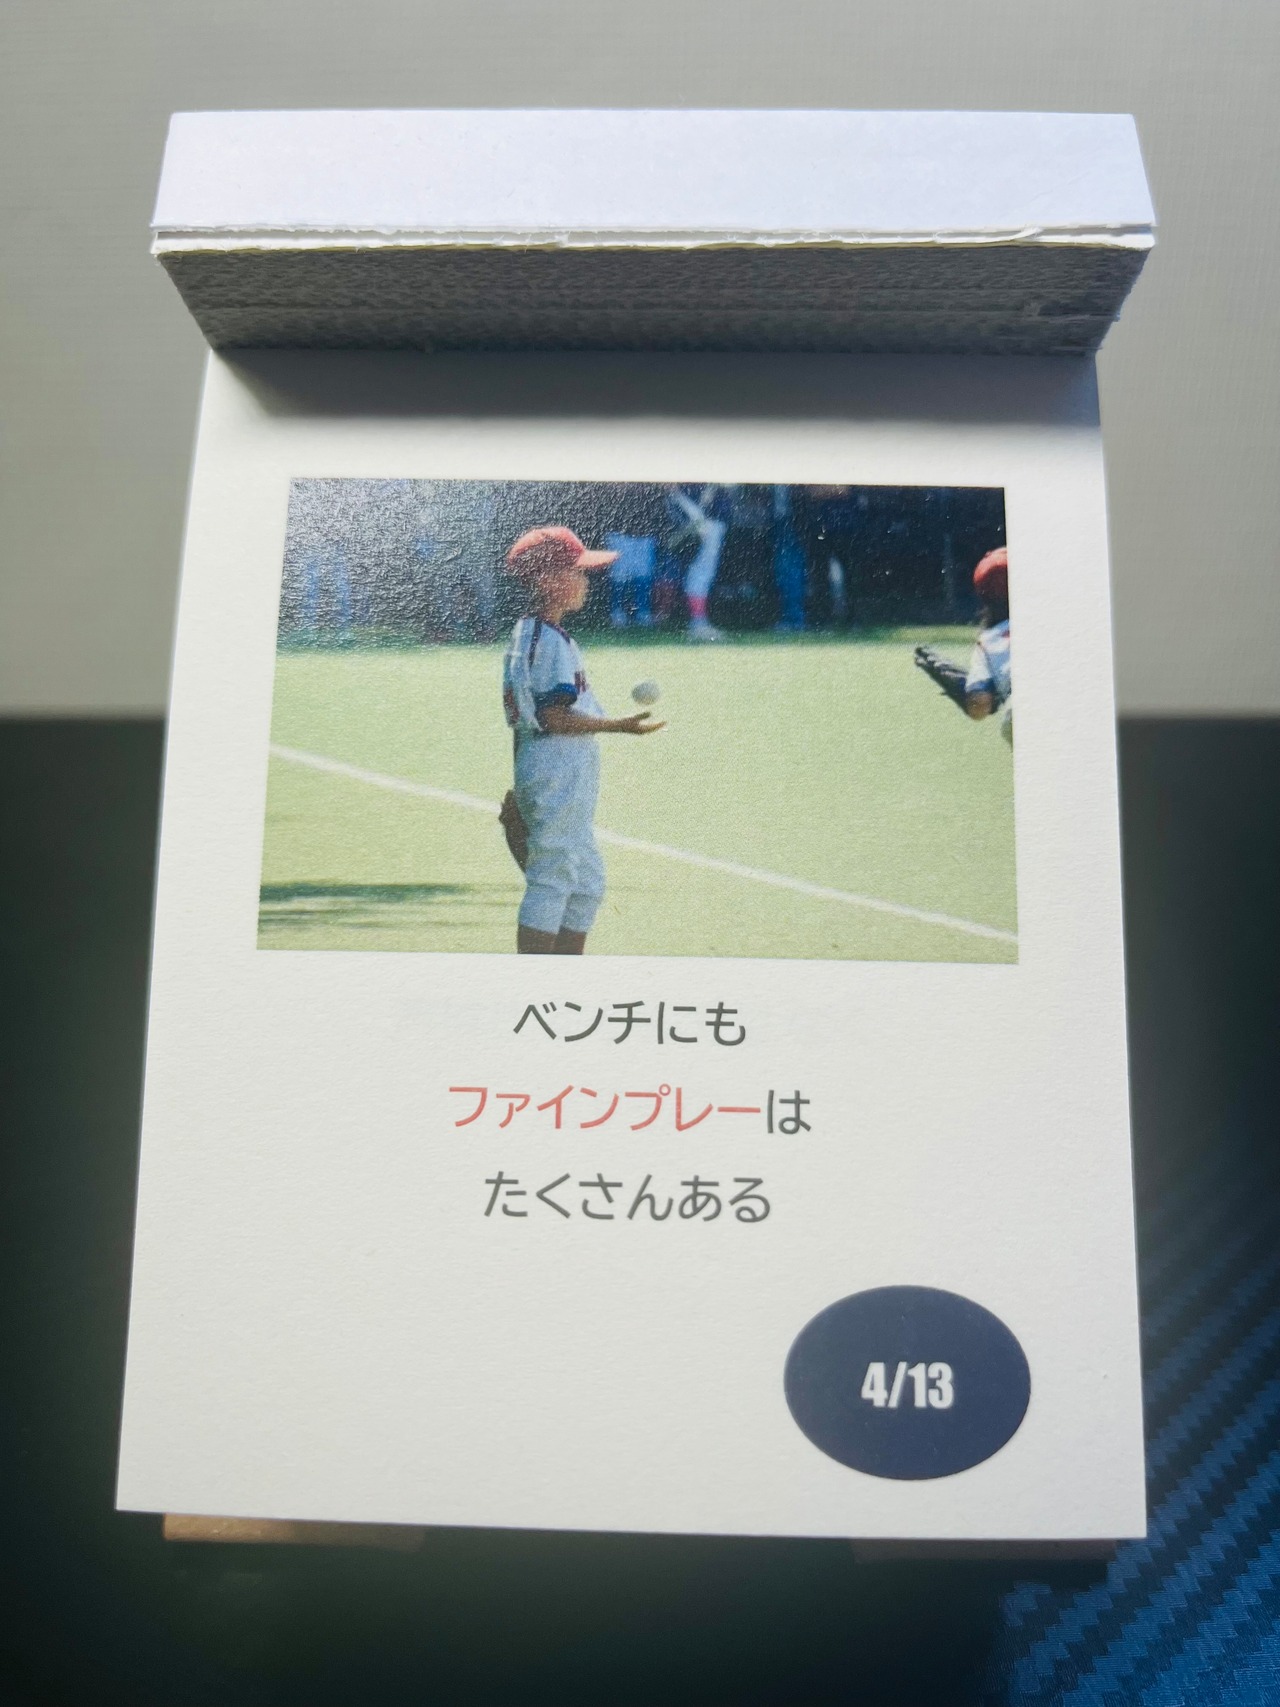 ベンチにも
ファインプレーは
たくさんある
4/13